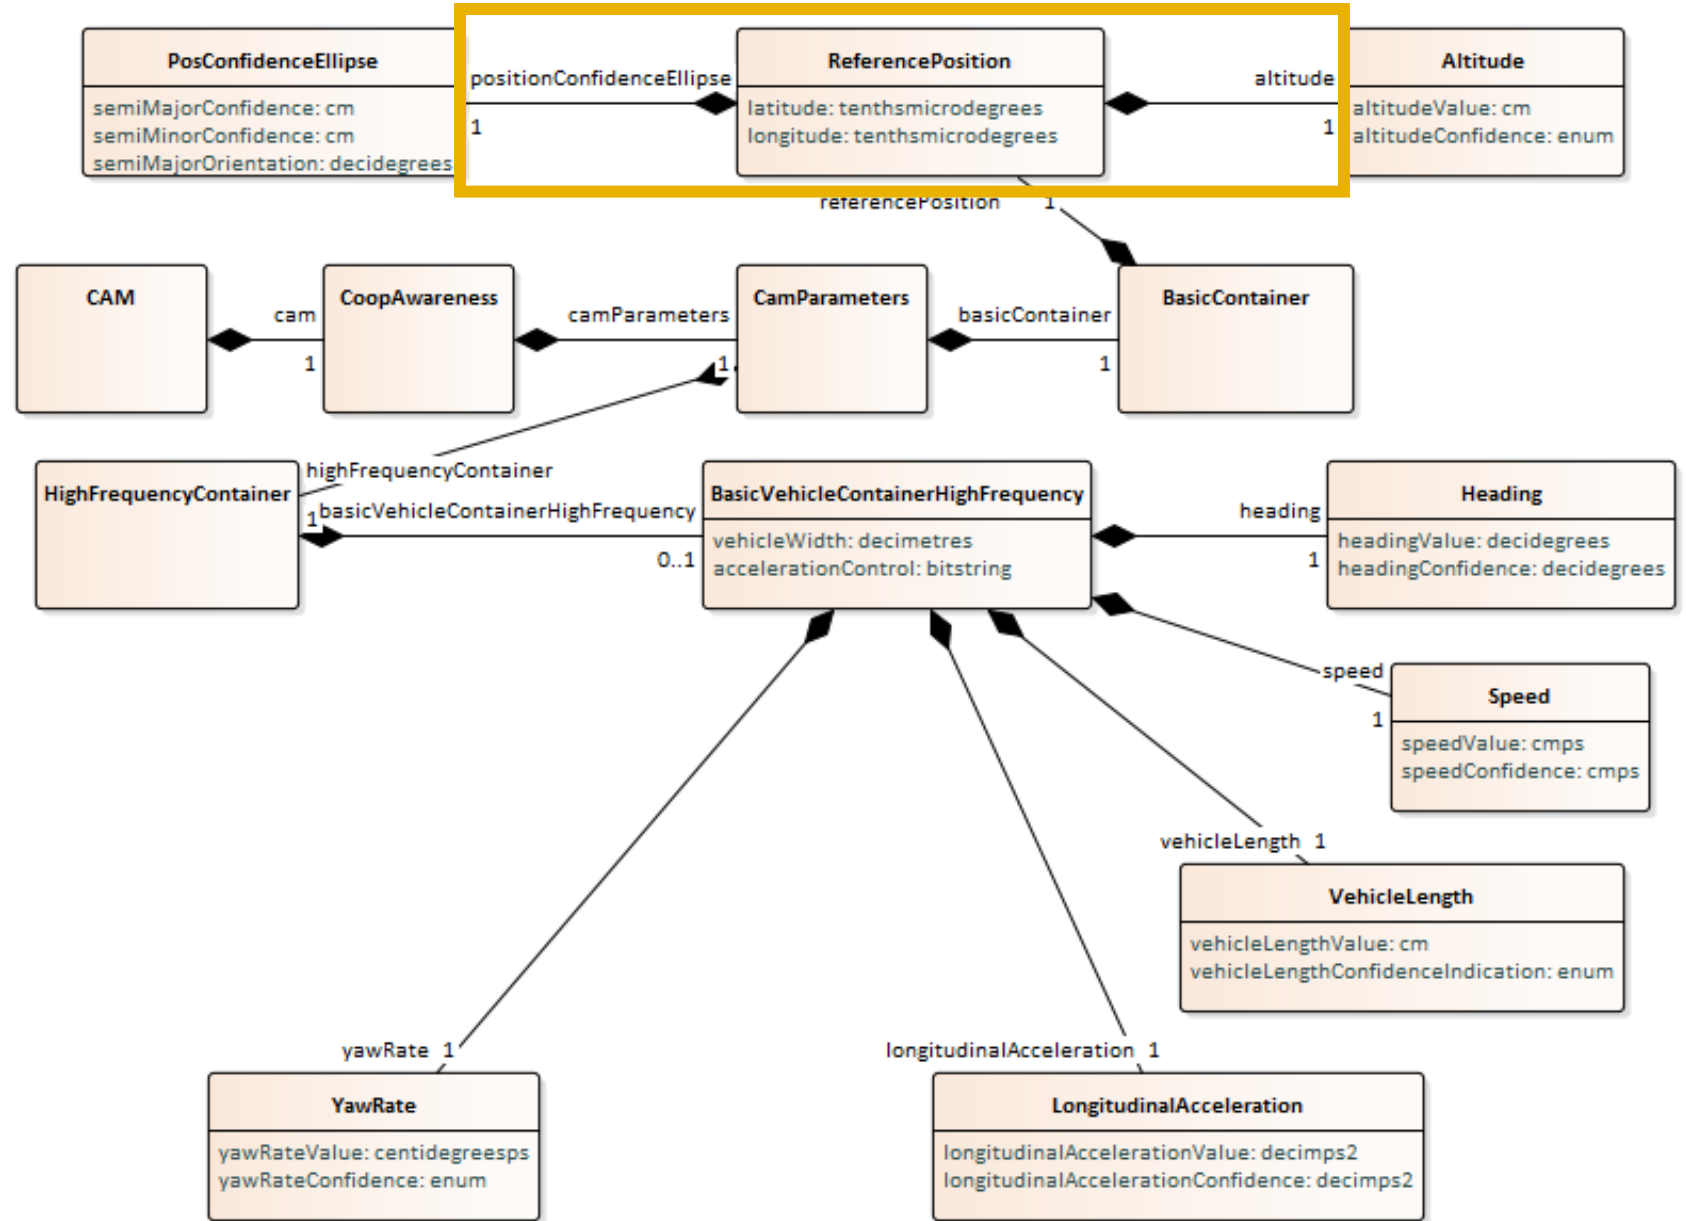 PosConfidenceEllipse
semiMajorConfidence: cm
semiMinorConfidence: cm
semiMajorOrientation: decidegrees
positionConfidenceEllipse
1
ReferencePosition
latitude: tenthsmicrodegrees
longitude: tenthsmicrodegrees
altitude
1
Altitude
altitudeValue: cm
altitudeConfidence: enum
referencePosition 1
CAM
cam
1
CoopAwareness
camParameters
1
CamParameters
basicContainer
1
BasicContainer
HighFrequencyContainer
highFrequencyContainer
1
basicVehicleContainerHighFrequency
0..1
BasicVehicleContainerHighFrequency
vehicleWidth: decimetres
accelerationControl: bitstring
heading
1
Heading
headingValue: decidegrees
headingConfidence: decidegrees
speed
1
Speed
speedValue: cmps
speedConfidence: cmps
vehicleLength 1
VehicleLength
vehicleLengthValue: cm
vehicleLengthConfidenceIndication: enum
yawRate 1
YawRate
yawRateValue: centidegreesps
yawRateConfidence: enum
longitudinalAcceleration 1
LongitudinalAcceleration
longitudinalAccelerationValue: decimps2
longitudinalAccelerationConfidence: decimps2